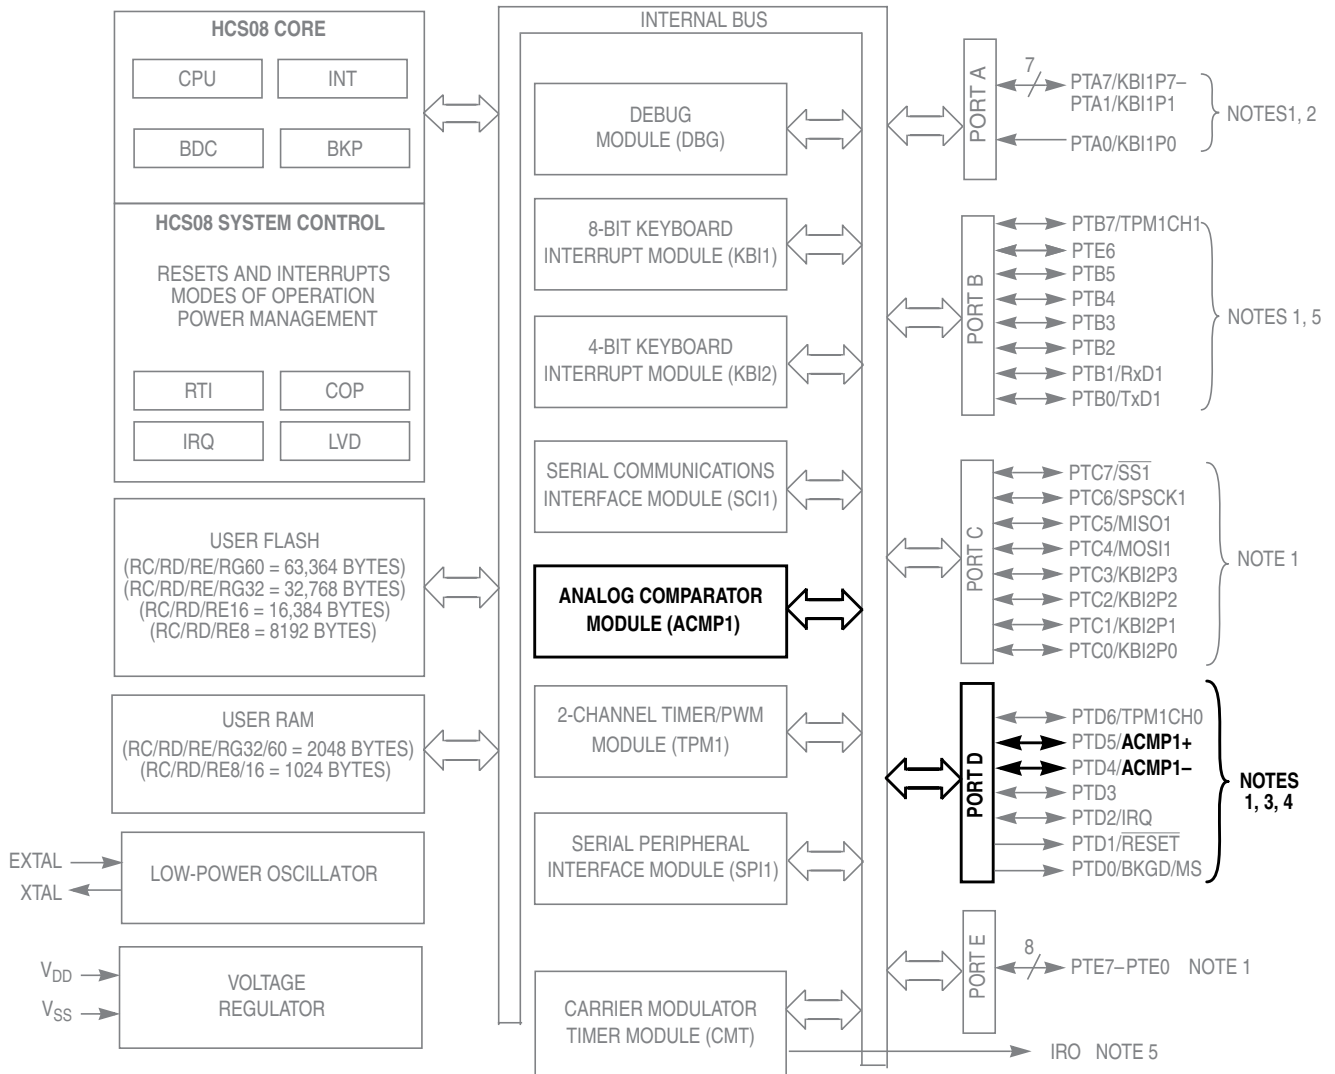 HCS08 CORE
CPU
INT
BDC
BKP
HCS08 SYSTEM CONTROL
RESETS AND INTERRUPTS
MODES OF OPERATION
POWER MANAGEMENT
RTI
COP
IRQ
LVD
USER FLASH
(RC/RD/RE/RG60 = 63,364 BYTES)
(RC/RD/RE/RG32 = 32,768 BYTES)
(RC/RD/RE16 = 16,384 BYTES)
(RC/RD/RE8 = 8192 BYTES)
USER RAM
(RC/RD/RE/RG32/60 = 2048 BYTES)
(RC/RD/RE8/16 = 1024 BYTES)
EXTAL
XTAL
LOW-POWER OSCILLATOR
VDD
VSS
VOLTAGE
REGULATOR
INTERNAL BUS
DEBUG
MODULE (DBG)
8-BIT KEYBOARD
INTERRUPT MODULE (KBI1)
4-BIT KEYBOARD
INTERRUPT MODULE (KBI2)
SERIAL COMMUNICATIONS
INTERFACE MODULE (SCI1)
ANALOG COMPARATOR
MODULE (ACMP1)
2-CHANNEL TIMER/PWM
MODULE (TPM1)
SERIAL PERIPHERAL
INTERFACE MODULE (SPI1)
CARRIER MODULATOR
TIMER MODULE (CMT)
PORT A
7
PTA7/KBI1P7–
PTA1/KBI1P1
PTA0/KBI1P0
NOTES1, 2
PORT B
PTB7/TPM1CH1
PTE6
PTB5
PTB4
PTB3
PTB2
PTB1/RxD1
PTB0/TxD1
NOTES 1, 5
PORT C
PTC7/SS1
PTC6/SPSCK1
PTC5/MISO1
PTC4/MOSI1
PTC3/KBI2P3
PTC2/KBI2P2
PTC1/KBI2P1
PTC0/KBI2P0
NOTE 1
PORT D
PTD6/TPM1CH0
PTD5/ACMP1+
PTD4/ACMP1–
PTD3
PTD2/IRQ
PTD1/RESET
PTD0/BKGD/MS
NOTES
1, 3, 4
PORT E
8
PTE7–PTE0 NOTE 1
IRO NOTE 5